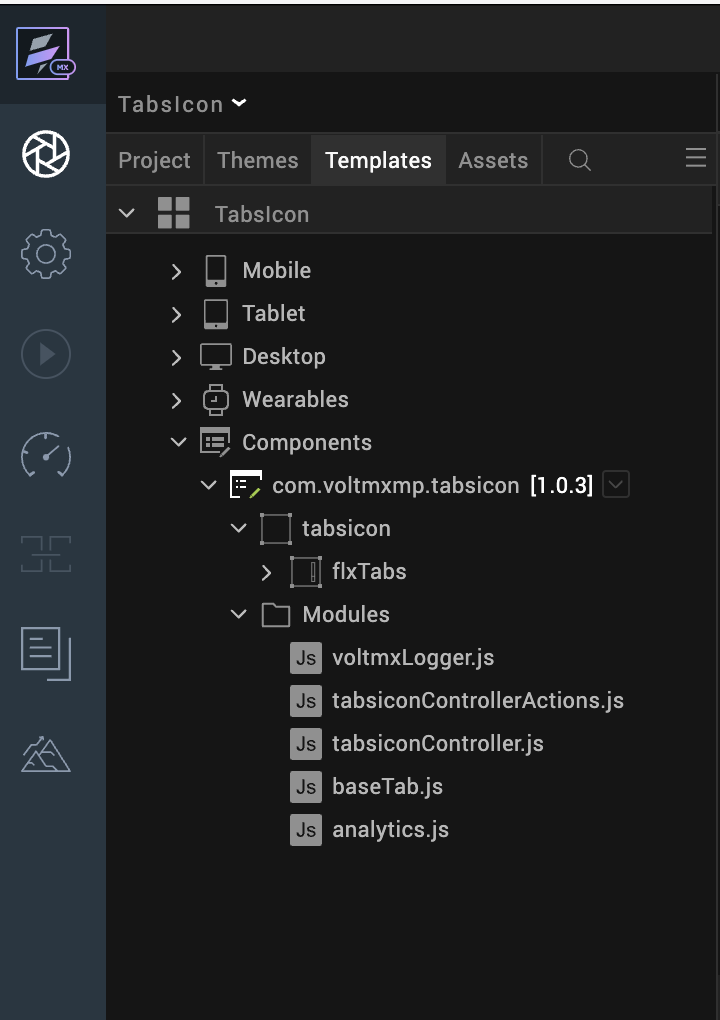 MX
TabsIcon
Project Themes Templates Assets
TabsIcon
Mobile
Tablet
Desktop
Wearables
Components
com.voltmxmp.tabsicon [1.0.3]
tabsicon
flxTabs
Modules
Js voltmxLogger.js
Js tabsiconControllerActions.js
Js tabsiconController.js
Js baseTab.js
Js analytics.js